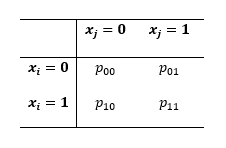 xⱼ = 0 xⱼ = 1
xᵢ = 0 p₀₀ p₀₁
xᵢ = 1 p₁₀ p₁₁